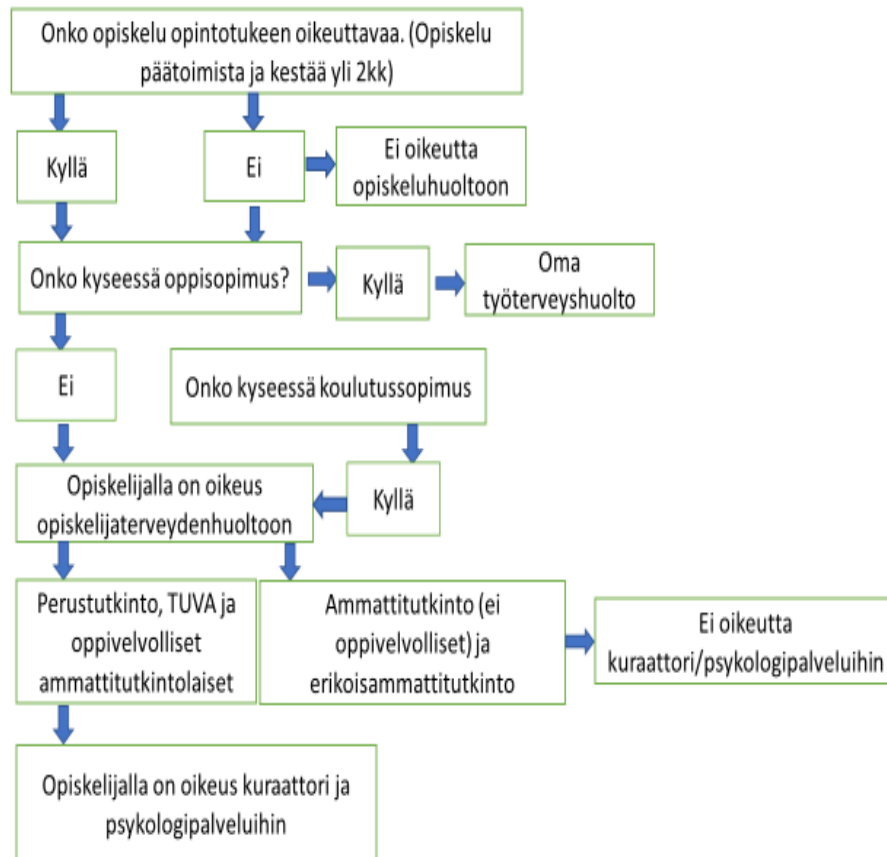 Onko opiskelu opintotukeen oikeuttavaa. (Opiskelu
päätoimista ja kestää yli 2kk)
Kyllä
Ei
Ei oikeutta
opiskeluhuoltoon
Onko kyseessä oppisopimus?
Kyllä
Oma
työterveyshuolto
Ei
Onko kyseessä koulutussopimus
Opiskelijalla on oikeus
opiskelijaterveydenhuoltoon
Kyllä
Perustutkinto, TUVA ja
oppivelvolliset
ammattitutkintolaiset
Ammattitutkinto (ei
oppivelvolliset) ja
erikoisammattitutkinto
Ei oikeutta
kuraattori/psykologipalveluihin
Opiskelijalla on oikeus kuraattori ja
psykologipalveluihin